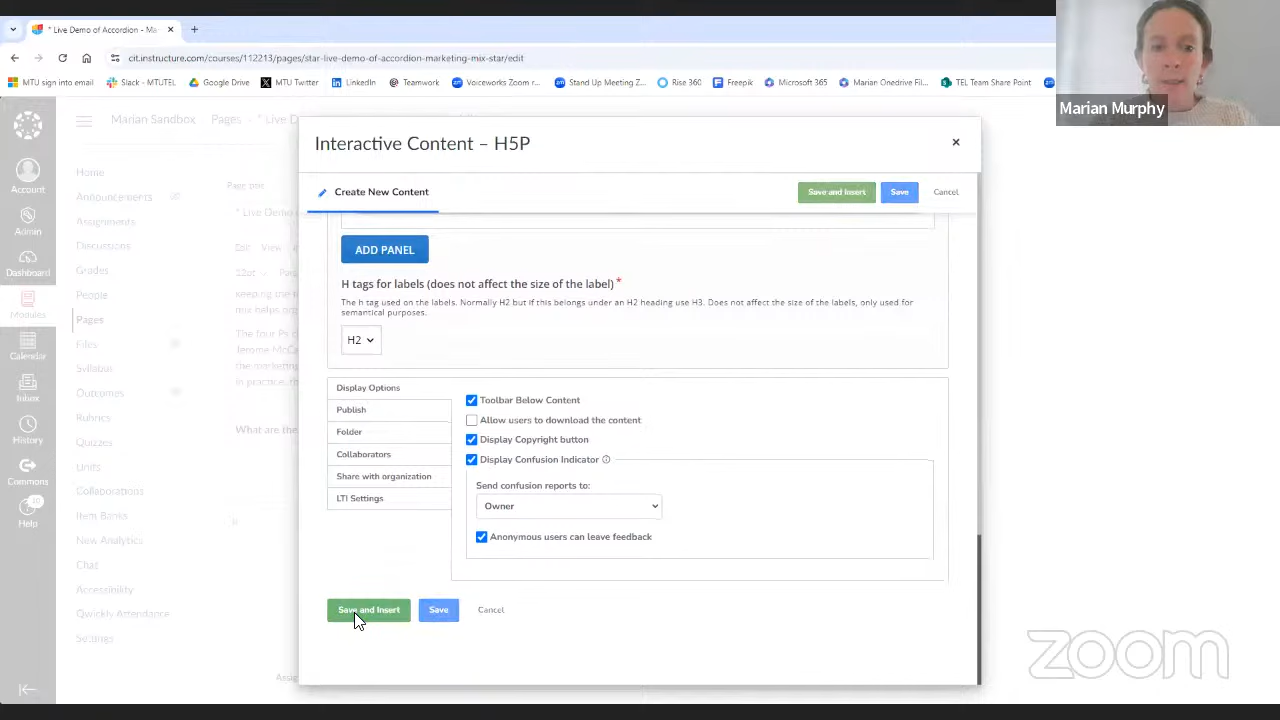 * Live Demo of Accordion - Ma
cit.instructure.com/courses/112213/pages/star-live-demo-of-accordion-marketing-mix-star/edit
MTU sign into email
Slack - MTUTEL
Google Drive
MTU Twitter
LinkedIn
Teamwork
Voiceworks Zoom r...
Stand Up Meeting Z...
Rise 360
Freepik
Microsoft 365
Marian Onedrive Fil...
TEL Team Share Point
Marian Murphy
Marian Sandbox
Pages
* Live D
Account
Admin
Dashboard
Modules
Calendar
Inbox
History
Commons
10
Help
Home
Announcements
Assignments
Discussions
Grades
People
Pages
Files
Syllabus
Outcomes
Rubrics
Quizzes
Units
Collaborations
Item Banks
New Analytics
Chat
Accessibility
Qwickly Attendance
Settings
* Live Demo
Edit
View
12pt
Para
keeping the
mix helps
The four Ps
Jerome McCa
the marketing
in practice,
What are the
Assig
Interactive Content – H5P
Create New Content
Save and Insert
Save
Cancel
ADD PANEL
H tags for labels (does not affect the size of the label) *
The h tag used on the labels. Normally H2 but if this belongs under an H2 heading use H3. Does not affect the size of the labels, only used for
semantical purposes.
H2
Display Options
Publish
Folder
Collaborators
Share with organization
LTI Settings
Toolbar Below Content
Allow users to download the content
Display Copyright button
Display Confusion Indicator
Send confusion reports to:
Owner
Anonymous users can leave feedback
Save and Insert
Save
Cancel
zoom